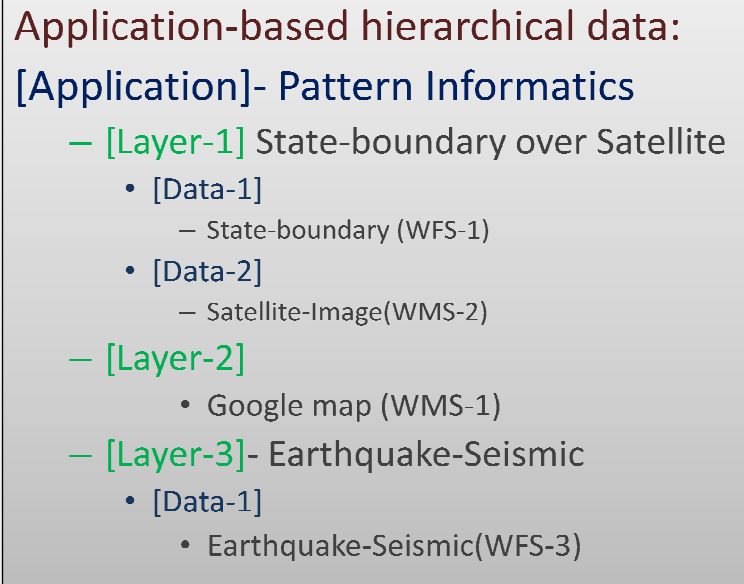 Application-based hierarchical data:
[Application]- Pattern Informatics
– [Layer-1] State-boundary over Satellite
• [Data-1]
– State-boundary (WFS-1)
• [Data-2]
– Satellite-Image(WMS-2)
– [Layer-2]
• Google map (WMS-1)
– [Layer-3]- Earthquake-Seismic
• [Data-1]
• Earthquake-Seismic(WFS-3)